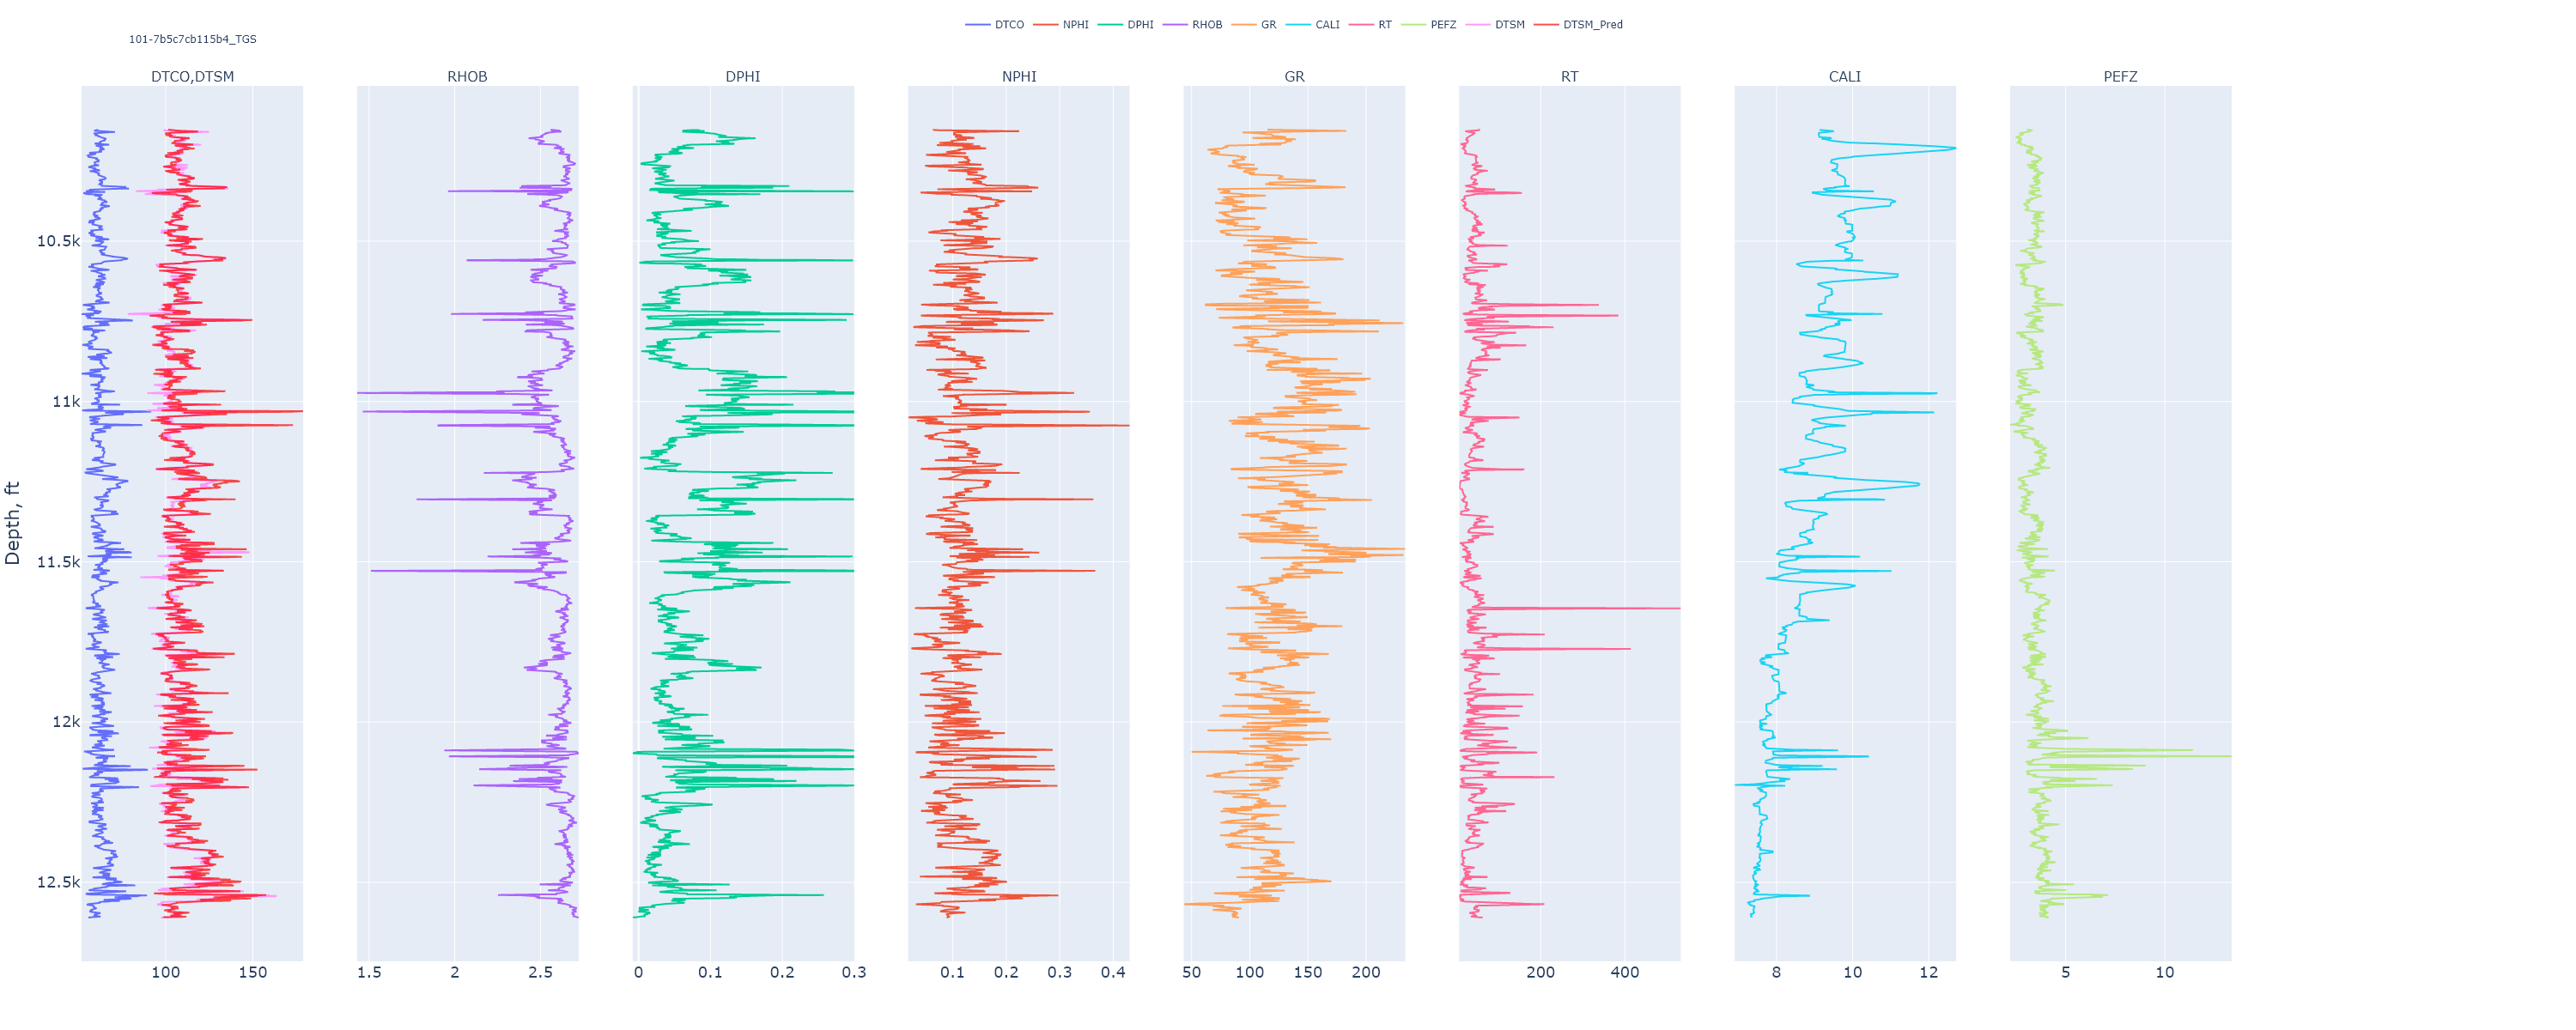 DTCO NPHI DPHI RHOB GR CALI RT PEFZ DTSM DTSM_Pred
101-7b5c7cb115b4_TGS
DTCO,DTSM RHOB DPHI NPHI GR RT CALI PEFZ
10.5k
11k
Depth, ft
11.5k
12k
12.5k
100 150 1.5 2 2.5 0 0.1 0.2 0.3 0.1 0.2 0.3 0.4 50 100 150 200 200 400 8 10 12 5 10